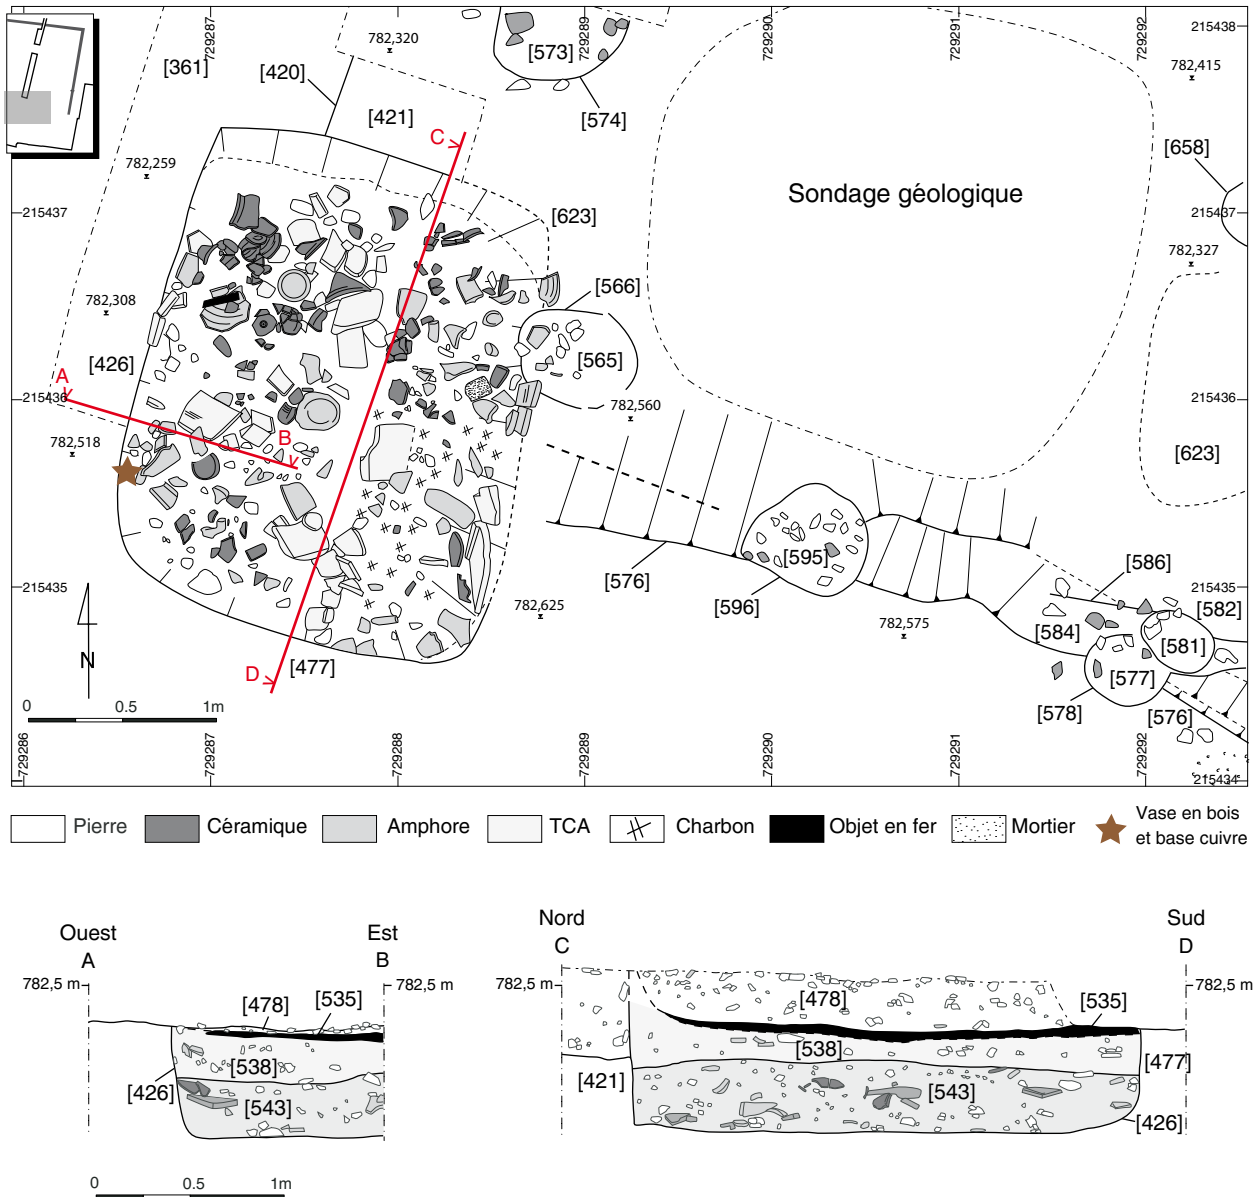 729287
729289
729290
729291
729292
215438
782,320
[361]
[420]
[573]
782,415
[421]
[574]
C
[658]
782,259
Sondage géologique
215437
215437
[623]
782,327
[566]
782,308
[565]
[426]
A
215436
215436
782,560
782,518
B
[623]
[595]
[576]
[586]
215435
215435
[596]
782,625
[582]
782,575
[584]
[581]
N
D
[477]
[577]
[578]
[576]
0 0.5 1m
729286
729287
729288
729289
729290
729291
729292
215434
Pierre
Céramique
Amphore
TCA
Charbon
Objet en fer
Mortier
Vase en bois
et base cuivre
Ouest
A
Est
B
Nord
C
Sud
D
782,5 m
782,5 m
782,5 m
782,5 m
[478]
[535]
[538]
[426]
[543]
[478]
[535]
[538]
[477]
[421]
[543]
[426]
0 0.5 1m